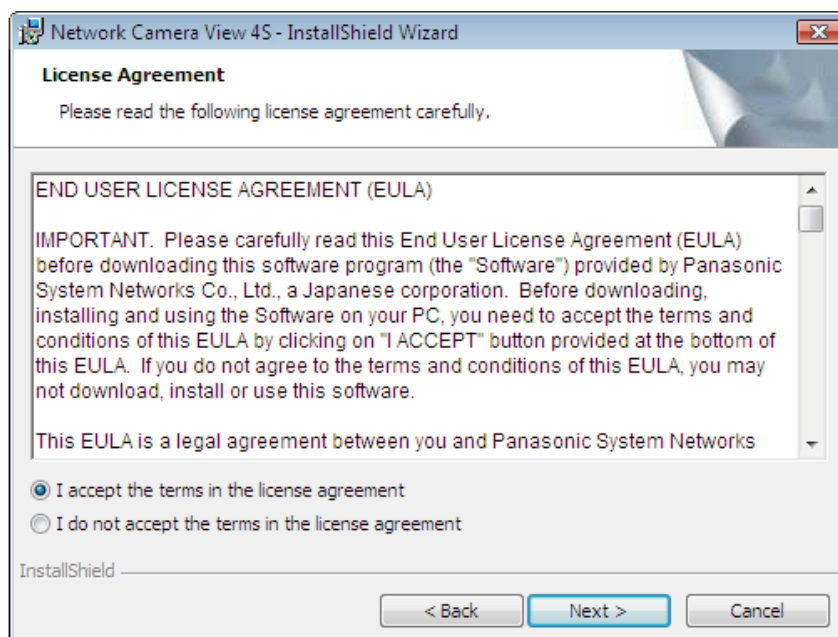 Network Camera View 4S - InstallShield Wizard
License Agreement
Please read the following license agreement carefully.
END USER LICENSE AGREEMENT (EULA)
IMPORTANT.  Please carefully read this End User License Agreement (EULA)
before downloading this software program (the "Software") provided by Panasonic
System Networks Co., Ltd., a Japanese corporation.  Before downloading,
installing and using the Software on your PC, you need to accept the terms and
conditions of this EULA by clicking on "I ACCEPT" button provided at the bottom of
this EULA.  If you do not agree to the terms and conditions of this EULA, you may
not download, install or use this software.
This EULA is a legal agreement between you and Panasonic System Networks
I accept the terms in the license agreement
I do not accept the terms in the license agreement
InstallShield
< Back
Next >
Cancel